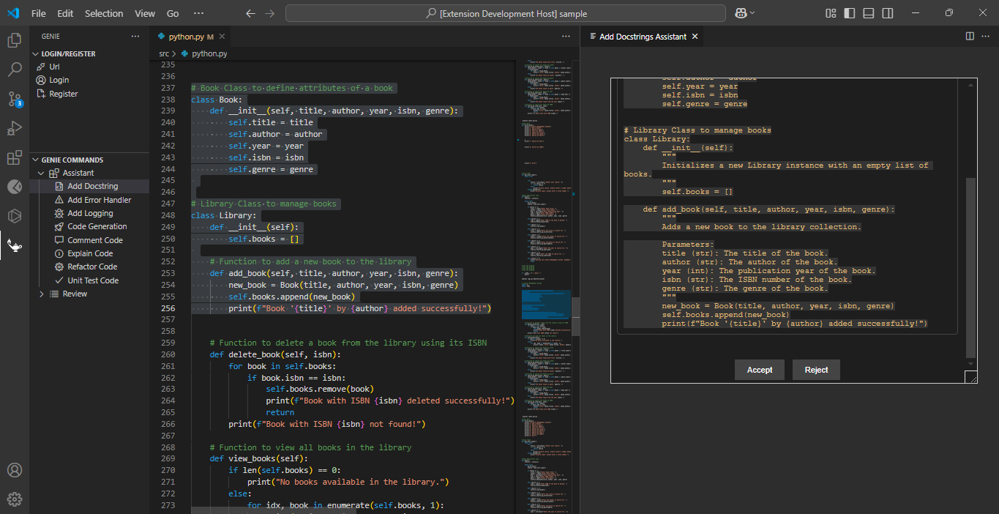 File Edit Selection View Go ···
[Extension Development Host] sample
GENIE
LOGIN/REGISTER
Url
Login
Register
3
GENIE COMMANDS
Assistant
Add Docstring
Add Error Handler
Add Logging
Code Generation
Comment Code
Explain Code
Refactor Code
Unit Test Code
Review
python.py M
src > python.py
235
236
237 # Book Class to define attributes of a book
238 class Book:
239 def __init__(self, title, author, year, isbn, genre):
240 self.title = title
241 self.author = author
242 self.year = year
243 self.isbn = isbn
244 self.genre = genre
245
246
247 # Library Class to manage books
248 class Library:
249 def __init__(self):
250 self.books = []
251
252 # Function to add a new book to the library
253 def add_book(self, title, author, year, isbn, genre):
254 new_book = Book(title, author, year, isbn, genre)
255 self.books.append(new_book)
256 print(f"Book '{title}' by {author} added successfully!")
257
258
259 # Function to delete a book from the library using its ISBN
260 def delete_book(self, isbn):
261 for book in self.books:
262 if book.isbn == isbn:
263 self.books.remove(book)
264 print(f"Book with ISBN {isbn} deleted successfully!")
265 return
266 print(f"Book with ISBN {isbn} not found!")
267
268 # Function to view all books in the library
269 def view_books(self):
270 if len(self.books) == 0:
271 print("No books available in the library.")
272 else:
273 for idx, book in enumerate(self.books, 1):
Add Docstrings Assistant
self.author = author
self.year = year
self.isbn = isbn
self.genre = genre
# Library Class to manage books
class Library:
def __init__(self):
"""
Initializes a new Library instance with an empty list of
books.
"""
self.books = []
def add_book(self, title, author, year, isbn, genre):
"""
Adds a new book to the library collection.
Parameters:
title (str): The title of the book.
author (str): The author of the book.
year (int): The publication year of the book.
isbn (str): The ISBN number of the book.
genre (str): The genre of the book.
"""
new_book = Book(title, author, year, isbn, genre)
self.books.append(new_book)
print(f"Book '{title}' by {author} added successfully!")
Accept Reject